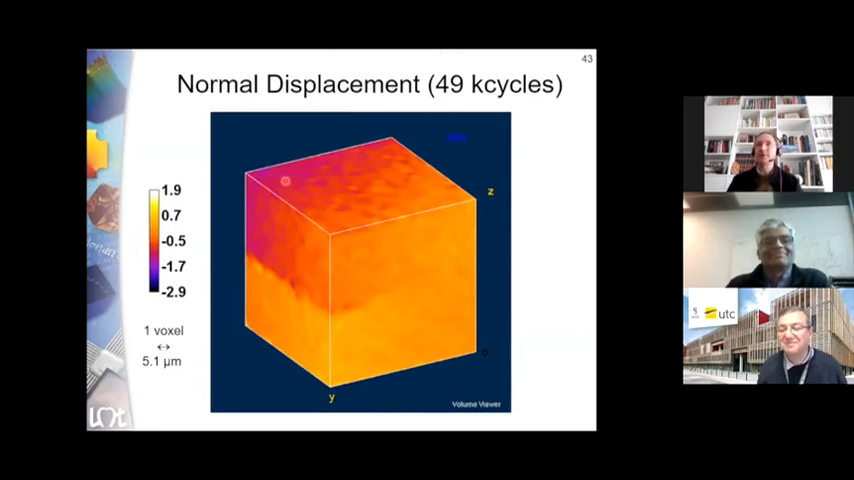 43
Normal Displacement (49 kcycles)
1.9
0.7
-0.5
-1.7
-2.9
1 voxel
↔
5.1 µm
z
0
y
Volume Viewer
utc